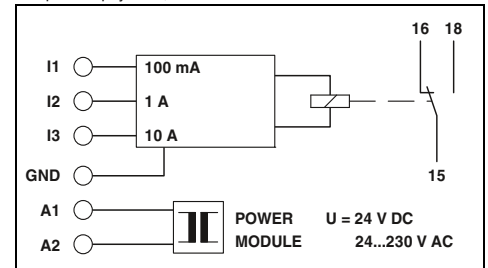 16 18
I1 100 mA
I2 1 A
I3 10 A
GND
15
A1
POWER U = 24 V DC
A2 MODULE 24...230 V AC